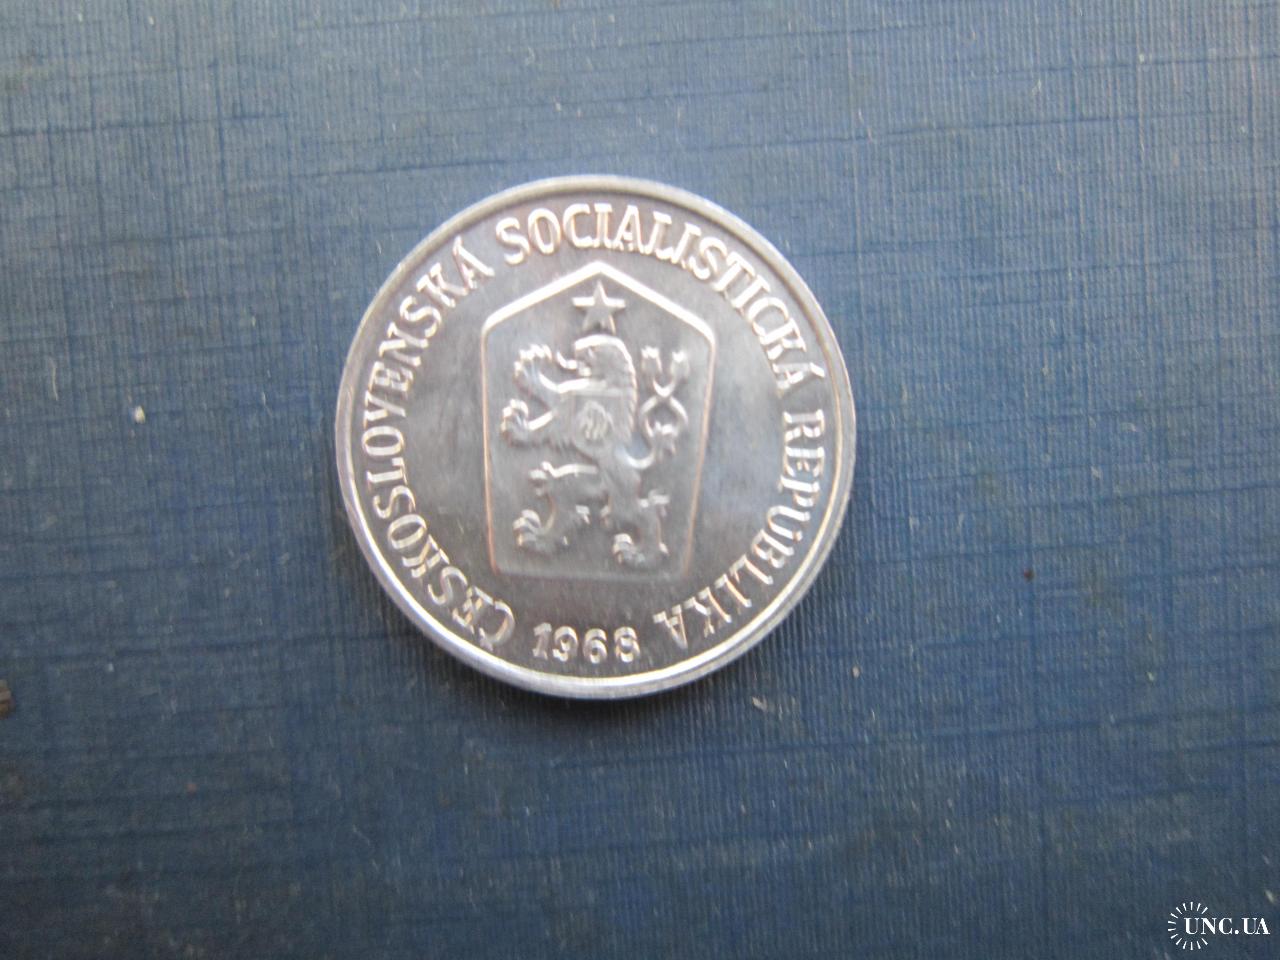 ČESKOSLOVENSKÁ SOCIALISTICKÁ REPUBLIKA
1968
UNC.UA